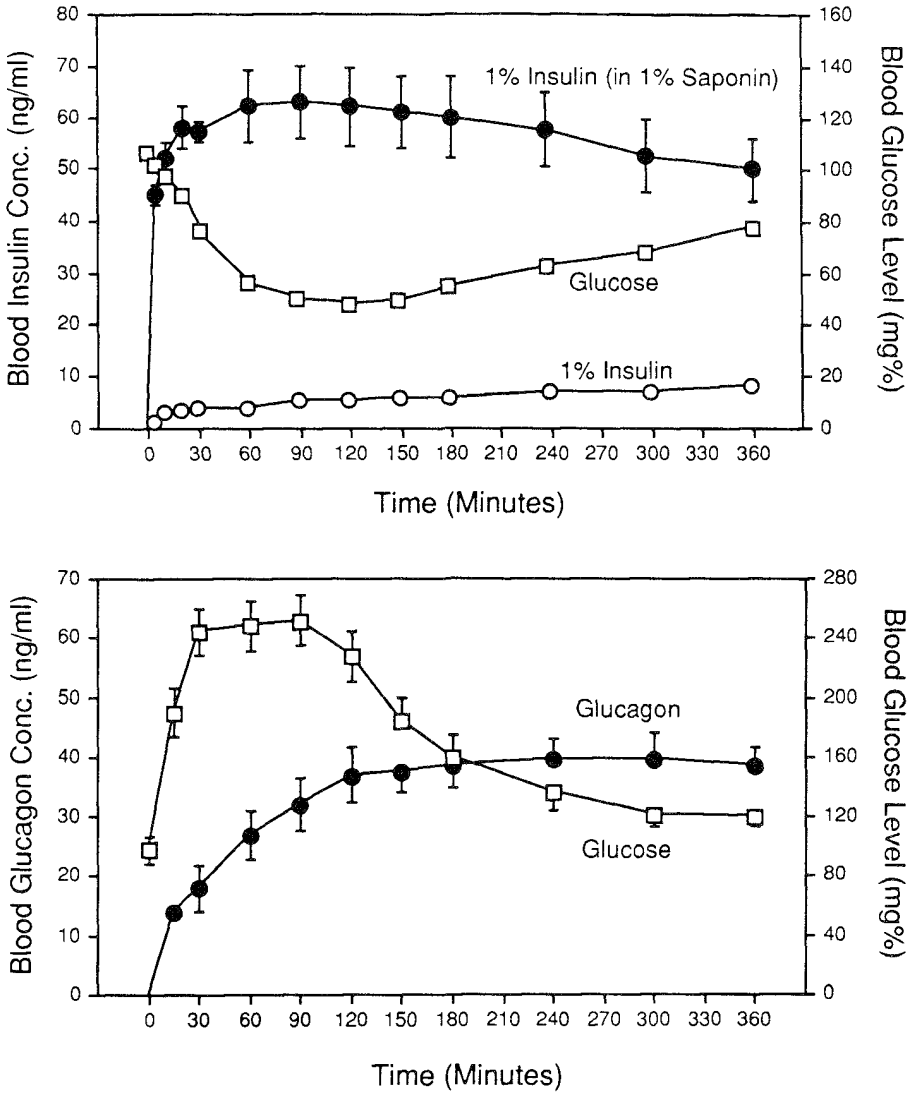 80
70
60
50
40
30
20
10
0
Blood Insulin Conc. (ng/ml)
160
140
120
100
80
60
40
20
0
Blood Glucose Level (mg%)
1% Insulin (in 1% Saponin)
Glucose
1% Insulin
0 30 60 90 120 150 180 210 240 270 300 330 360
Time (Minutes)
70
60
50
40
30
20
10
0
Blood Glucagon Conc. (ng/ml)
280
240
200
160
120
80
40
0
Blood Glucose Level (mg%)
Glucagon
Glucose
0 30 60 90 120 150 180 210 240 270 300 330 360
Time (Minutes)